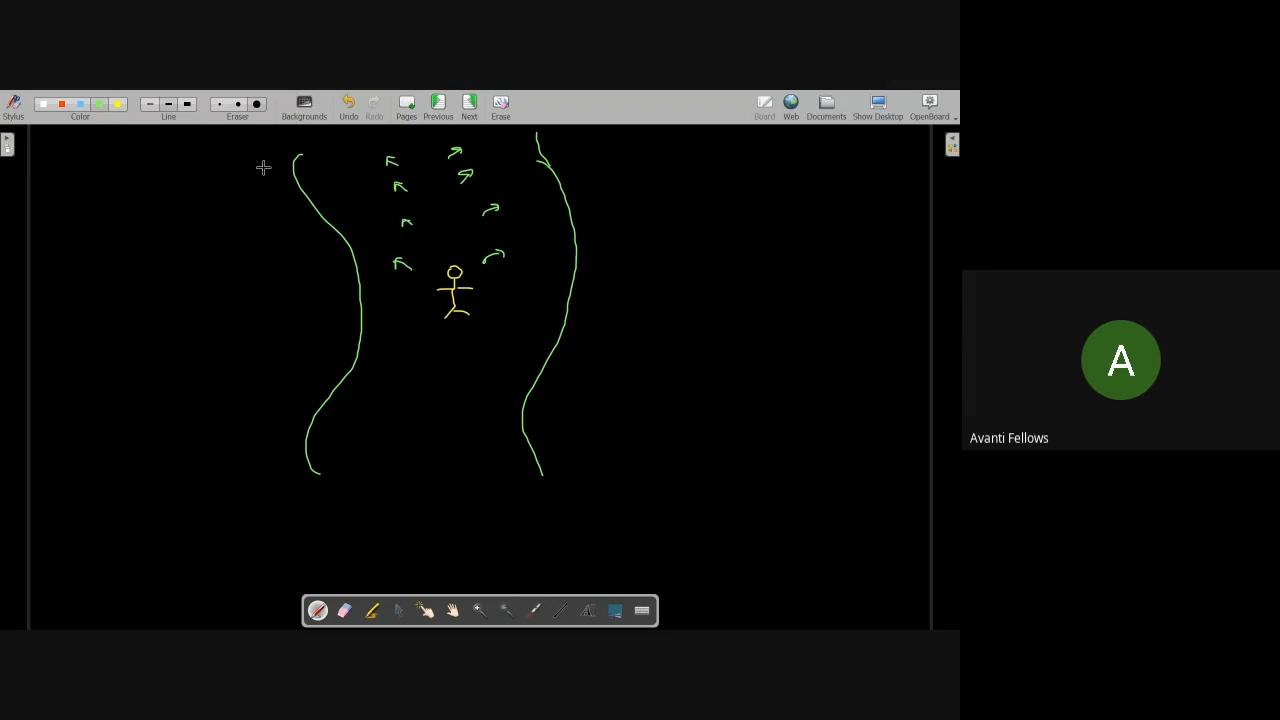 Stylus Color Line Eraser Backgrounds Undo Redo Pages Previous Next Erase Board Web Documents Show Desktop OpenBoard
A
Avanti Fellows